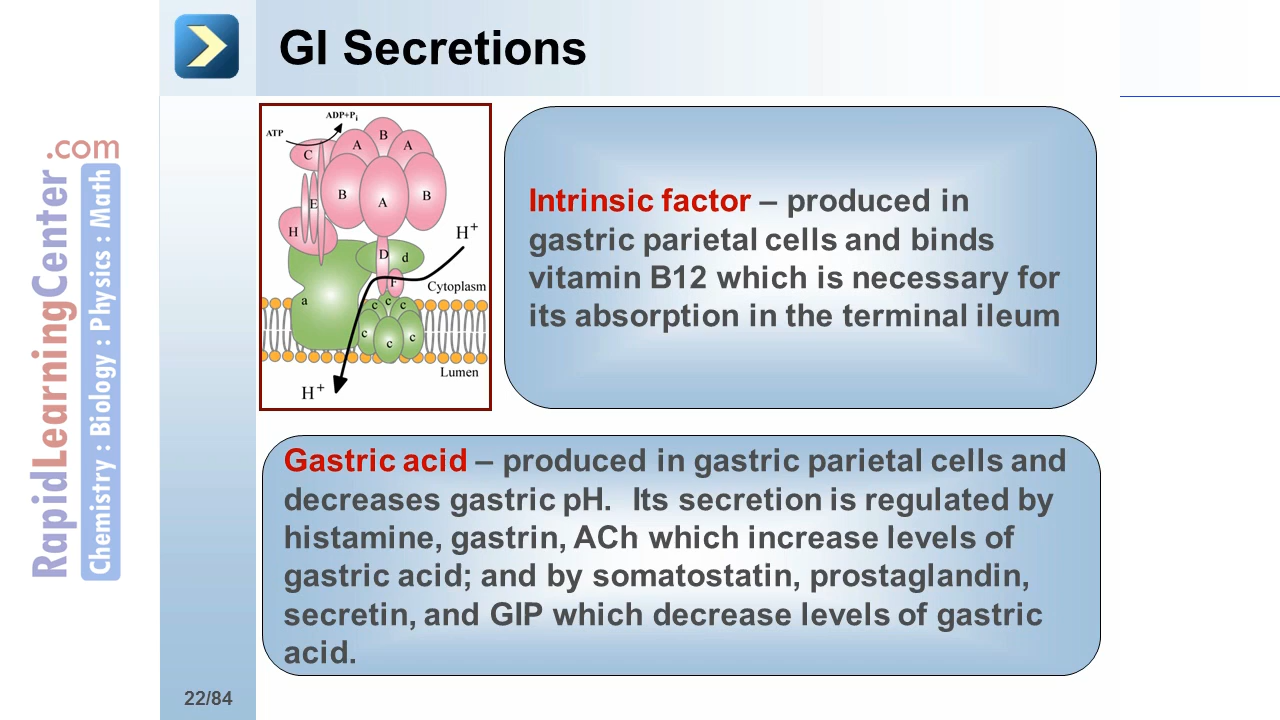 GI Secretions
.com
RapidLearningCenter
Chemistry : Biology : Physics : Math
ADP+Pi
ATP
B
A
A
C
B
A
B
E
H
H+
D
d
F
Cytoplasm
a
c
c
c
c
c
c
Lumen
H+
Intrinsic factor – produced in
gastric parietal cells and binds
vitamin B12 which is necessary for
its absorption in the terminal ileum
Gastric acid – produced in gastric parietal cells and
decreases gastric pH. Its secretion is regulated by
histamine, gastrin, ACh which increase levels of
gastric acid; and by somatostatin, prostaglandin,
secretin, and GIP which decrease levels of gastric
acid.
22/84